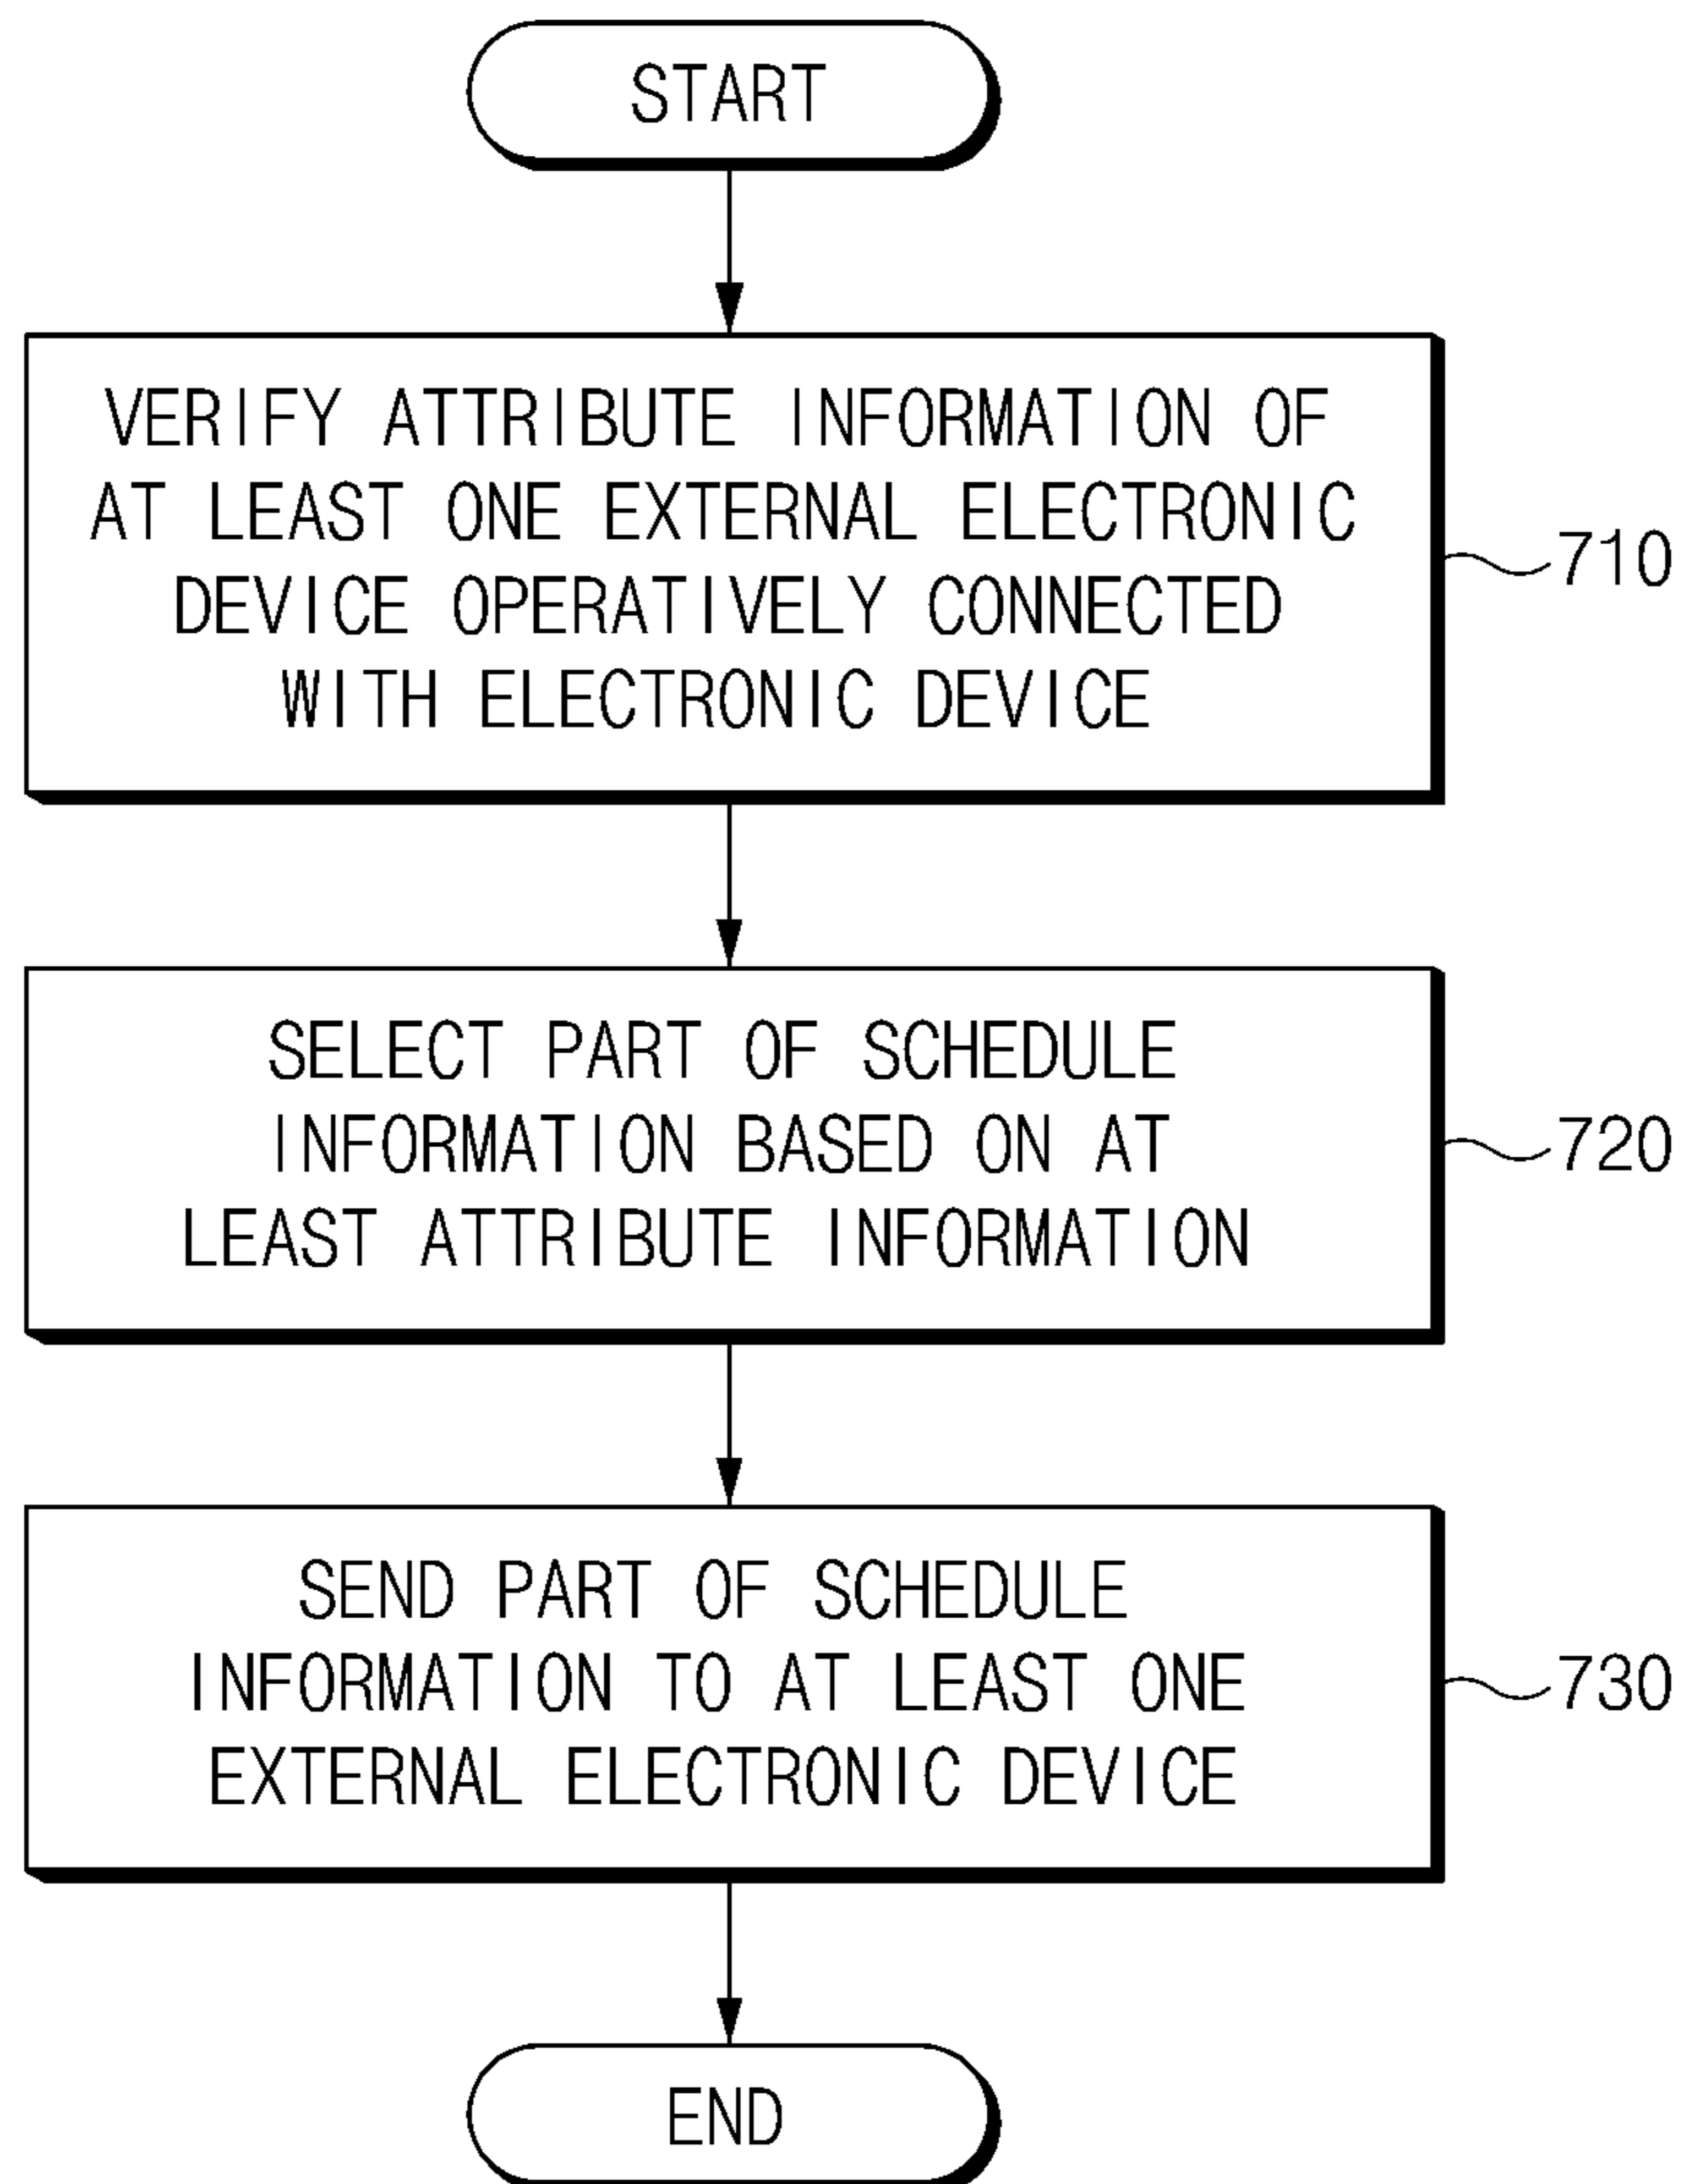 START
VERIFY ATTRIBUTE INFORMATION OF
AT LEAST ONE EXTERNAL ELECTRONIC
DEVICE OPERATIVELY CONNECTED
WITH ELECTRONIC DEVICE
710
SELECT PART OF SCHEDULE
INFORMATION BASED ON AT
LEAST ATTRIBUTE INFORMATION
720
SEND PART OF SCHEDULE
INFORMATION TO AT LEAST ONE
EXTERNAL ELECTRONIC DEVICE
730
END